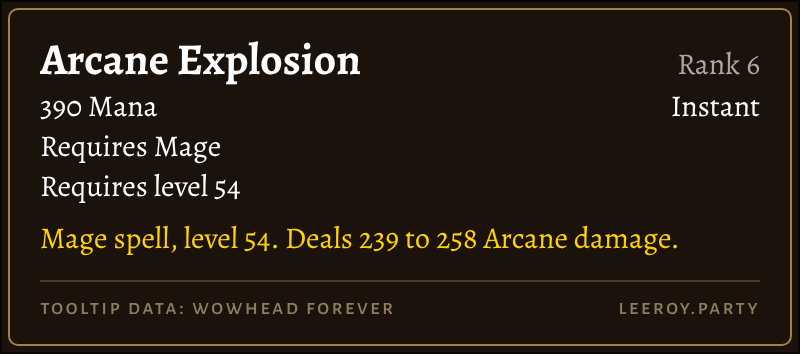 Arcane Explosion Rank 6
390 Mana Instant
Requires Mage
Requires level 54
Mage spell, level 54. Deals 239 to 258 Arcane damage.
TOOLTIP DATA: WOWHEAD FOREVER LEEROY.PARTY